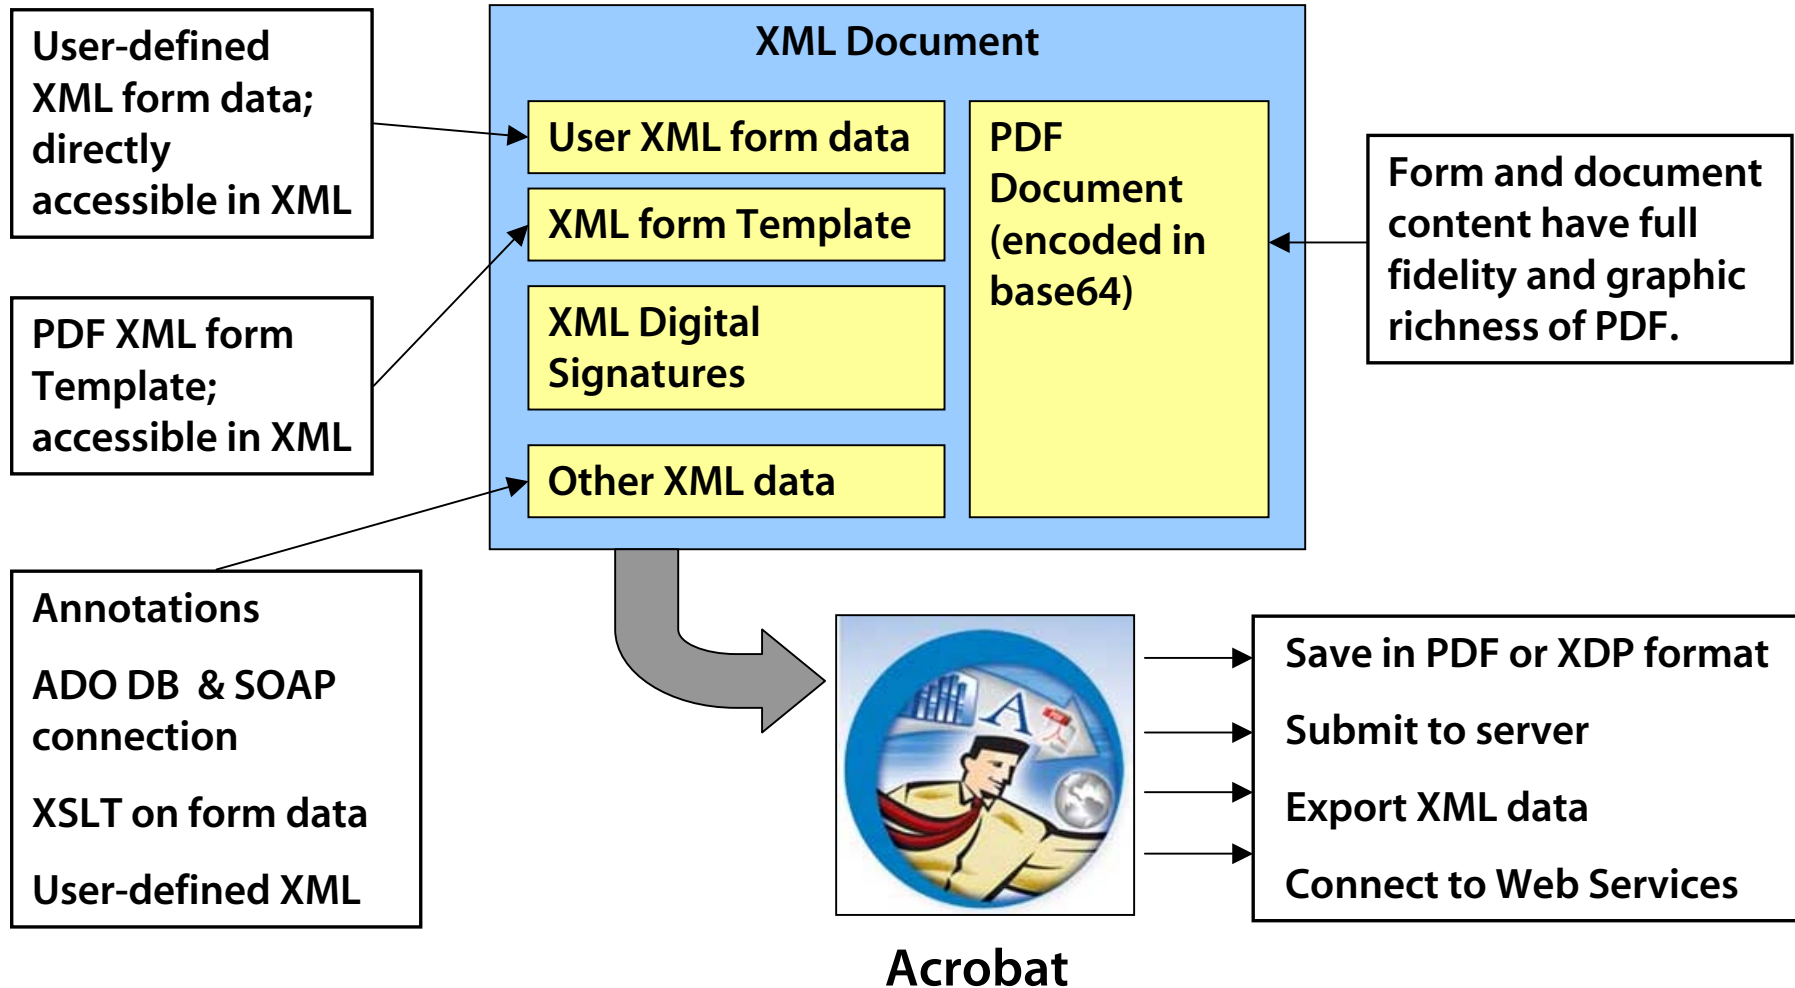 User-defined
XML form data;
directly
accessible in XML
PDF XML form
Template;
accessible in XML
Annotations
ADO DB & SOAP
connection
XSLT on form data
User-defined XML
XML Document
User XML form data
XML form Template
XML Digital
Signatures
Other XML data
PDF
Document
(encoded in
base64)
Form and document
content have full
fidelity and graphic
richness of PDF.
A
PDF
Acrobat
Save in PDF or XDP format
Submit to server
Export XML data
Connect to Web Services